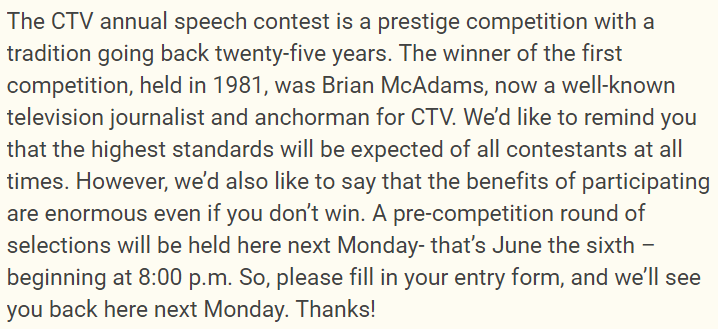 The CTV annual speech contest is a prestige competition with a
tradition going back twenty-five years. The winner of the first
competition, held in 1981, was Brian McAdams, now a well-known
television journalist and anchorman for CTV. We’d like to remind you
that the highest standards will be expected of all contestants at all
times. However, we’d also like to say that the benefits of participating
are enormous even if you don’t win. A pre-competition round of
selections will be held here next Monday- that’s June the sixth –
beginning at 8:00 p.m. So, please fill in your entry form, and we’ll see
you back here next Monday. Thanks!